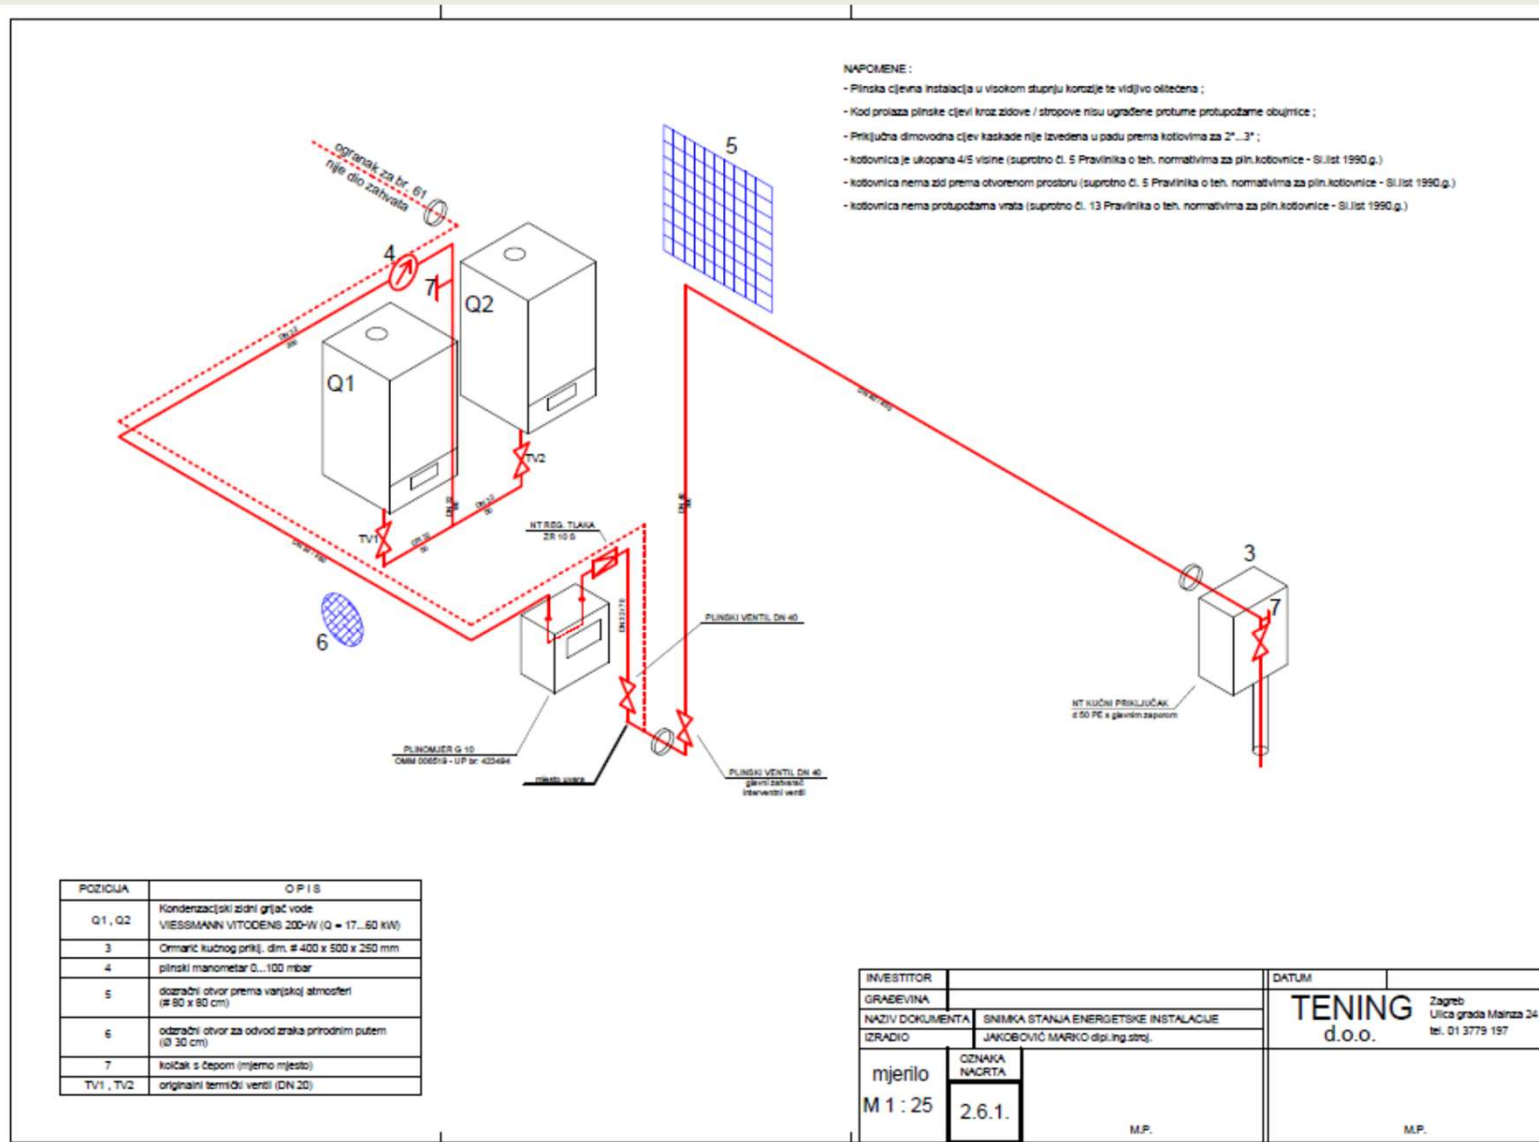 NAPOMENE :
- Plinska cijevna instalacija u visokom stupnju korozije te vidljivo oštećena ;
- Kod prolaza plinske cijevi kroz zidove / stropove nisu ugrađene protume protupožarne obujmice ;
- Priključna dimovodna cijev kaskade nije izvedena u padu prema kotlovima za 2°...3° ;
- kotlovnica je ukopana 4/5 visine (suprotno čl. 5 Pravilnika o teh. normativima za plin.kotlovnice - Sl.list 1990.g.)
- kotlovnica nema zid prema otvorenom prostoru (suprotno čl. 5 Pravilnika o teh. normativima za plin.kotlovnice - Sl.list 1990.g.)
- kotlovnica nema protupožarna vrata (suprotno čl. 13 Pravilnika o teh. normativima za plin.kotlovnice - Sl.list 1990.g.)
ogranak za br. 61
nije dio zahvata
5
4
7
Q2
Q1
TV2
TV1
NT REG. TLAKA
ZR 10 S
6
PLINSKI VENTIL DN 40
3
7
NT KUĆNI PRIKLJUČAK
d 50 PE s glavnim zaporom
PLINOMJER G 10
PLINSKI VENTIL DN 40
glavni zahvatač
interventni ventil
POZICIJA
O P I S
Q1 , Q2
Kondenzacijski zidni grijač vode
VIESSMANN VITODENS 200-W (Q = 17...60 kW)
3
Ormarić kućnog priklj. dim. # 400 x 500 x 250 mm
4
plinski manometar 0...100 mbar
5
dozračni otvor prema vanjskoj atmosferi
(# 80 x 80 cm)
6
odzračni otvor za odvod zraka prirodnim putem
(Ø 30 cm)
7
kolčak s čepom (mjerno mjesto)
TV1 , TV2
originalni termički ventil (DN 20)
INVESTITOR
DATUM
GRAĐEVINA
NAZIV DOKUMENTA
SNIMKA STANJA ENERGETSKE INSTALACIJE
IZRADIO
JAKOBOVIĆ MARKO dipl.ing.stroj.
TENING
d.o.o.
Zagreb
Ulica grada Mainza 24
tel. 01 3779 197
mjerilo
M 1 : 25
OZNAKA
NACRTA
2.6.1.
M.P.
M.P.